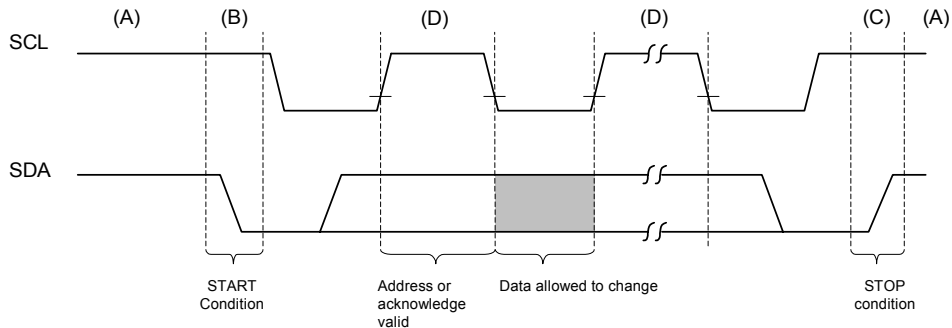 (A) (B) (D) (D) (C) (A)
SCL
SDA
START
Condition
Address or
acknowledge
valid
Data allowed to change
STOP
condition